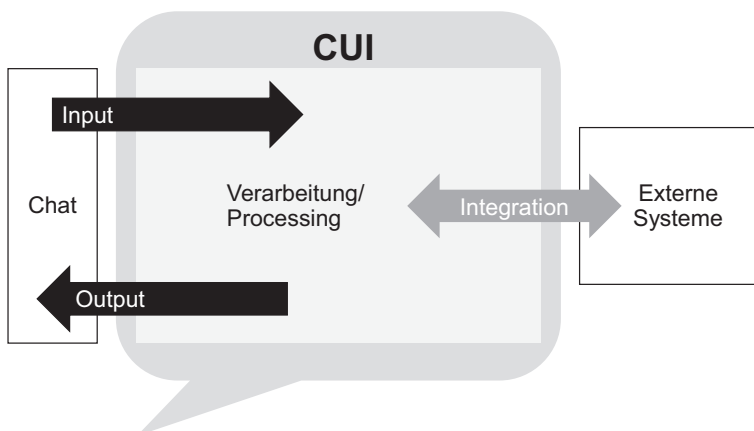 CUI
Input
Chat
Verarbeitung/
Processing
Integration
Externe
Systeme
Output